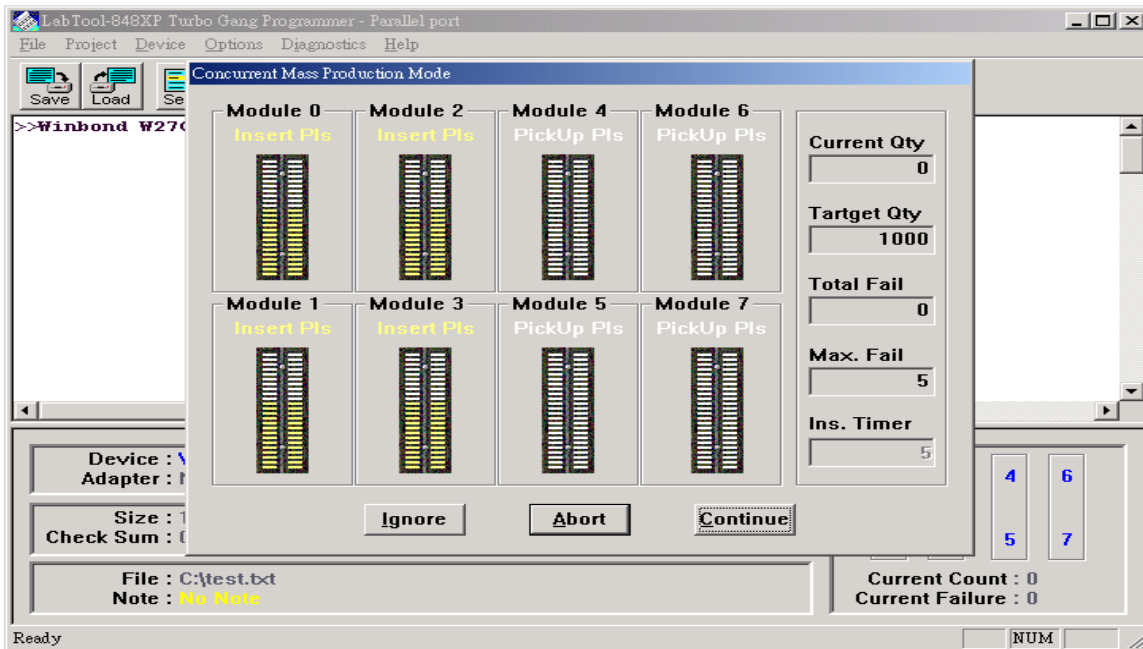 LabTool-848XP Turbo Gang Programmer - Parallel port
File Project Device Options Diagnostics Help
Save Load Se
Concurrent Mass Production Mode
>>Winbond W27
Module 0 Module 2 Module 4 Module 6
Insert Pls Insert Pls PickUp Pls PickUp Pls
Module 1 Module 3 Module 5 Module 7
Insert Pls Insert Pls PickUp Pls PickUp Pls
Current Qty
0
Tartget Qty
1000
Total Fail
0
Max. Fail
5
Ins. Timer
5
Ignore Abort Continue
Device :
Adapter :
Size : 1
Check Sum :
4 6
5 7
File : C:\test.txt
Note : No Note
Current Count : 0
Current Failure : 0
Ready NUM